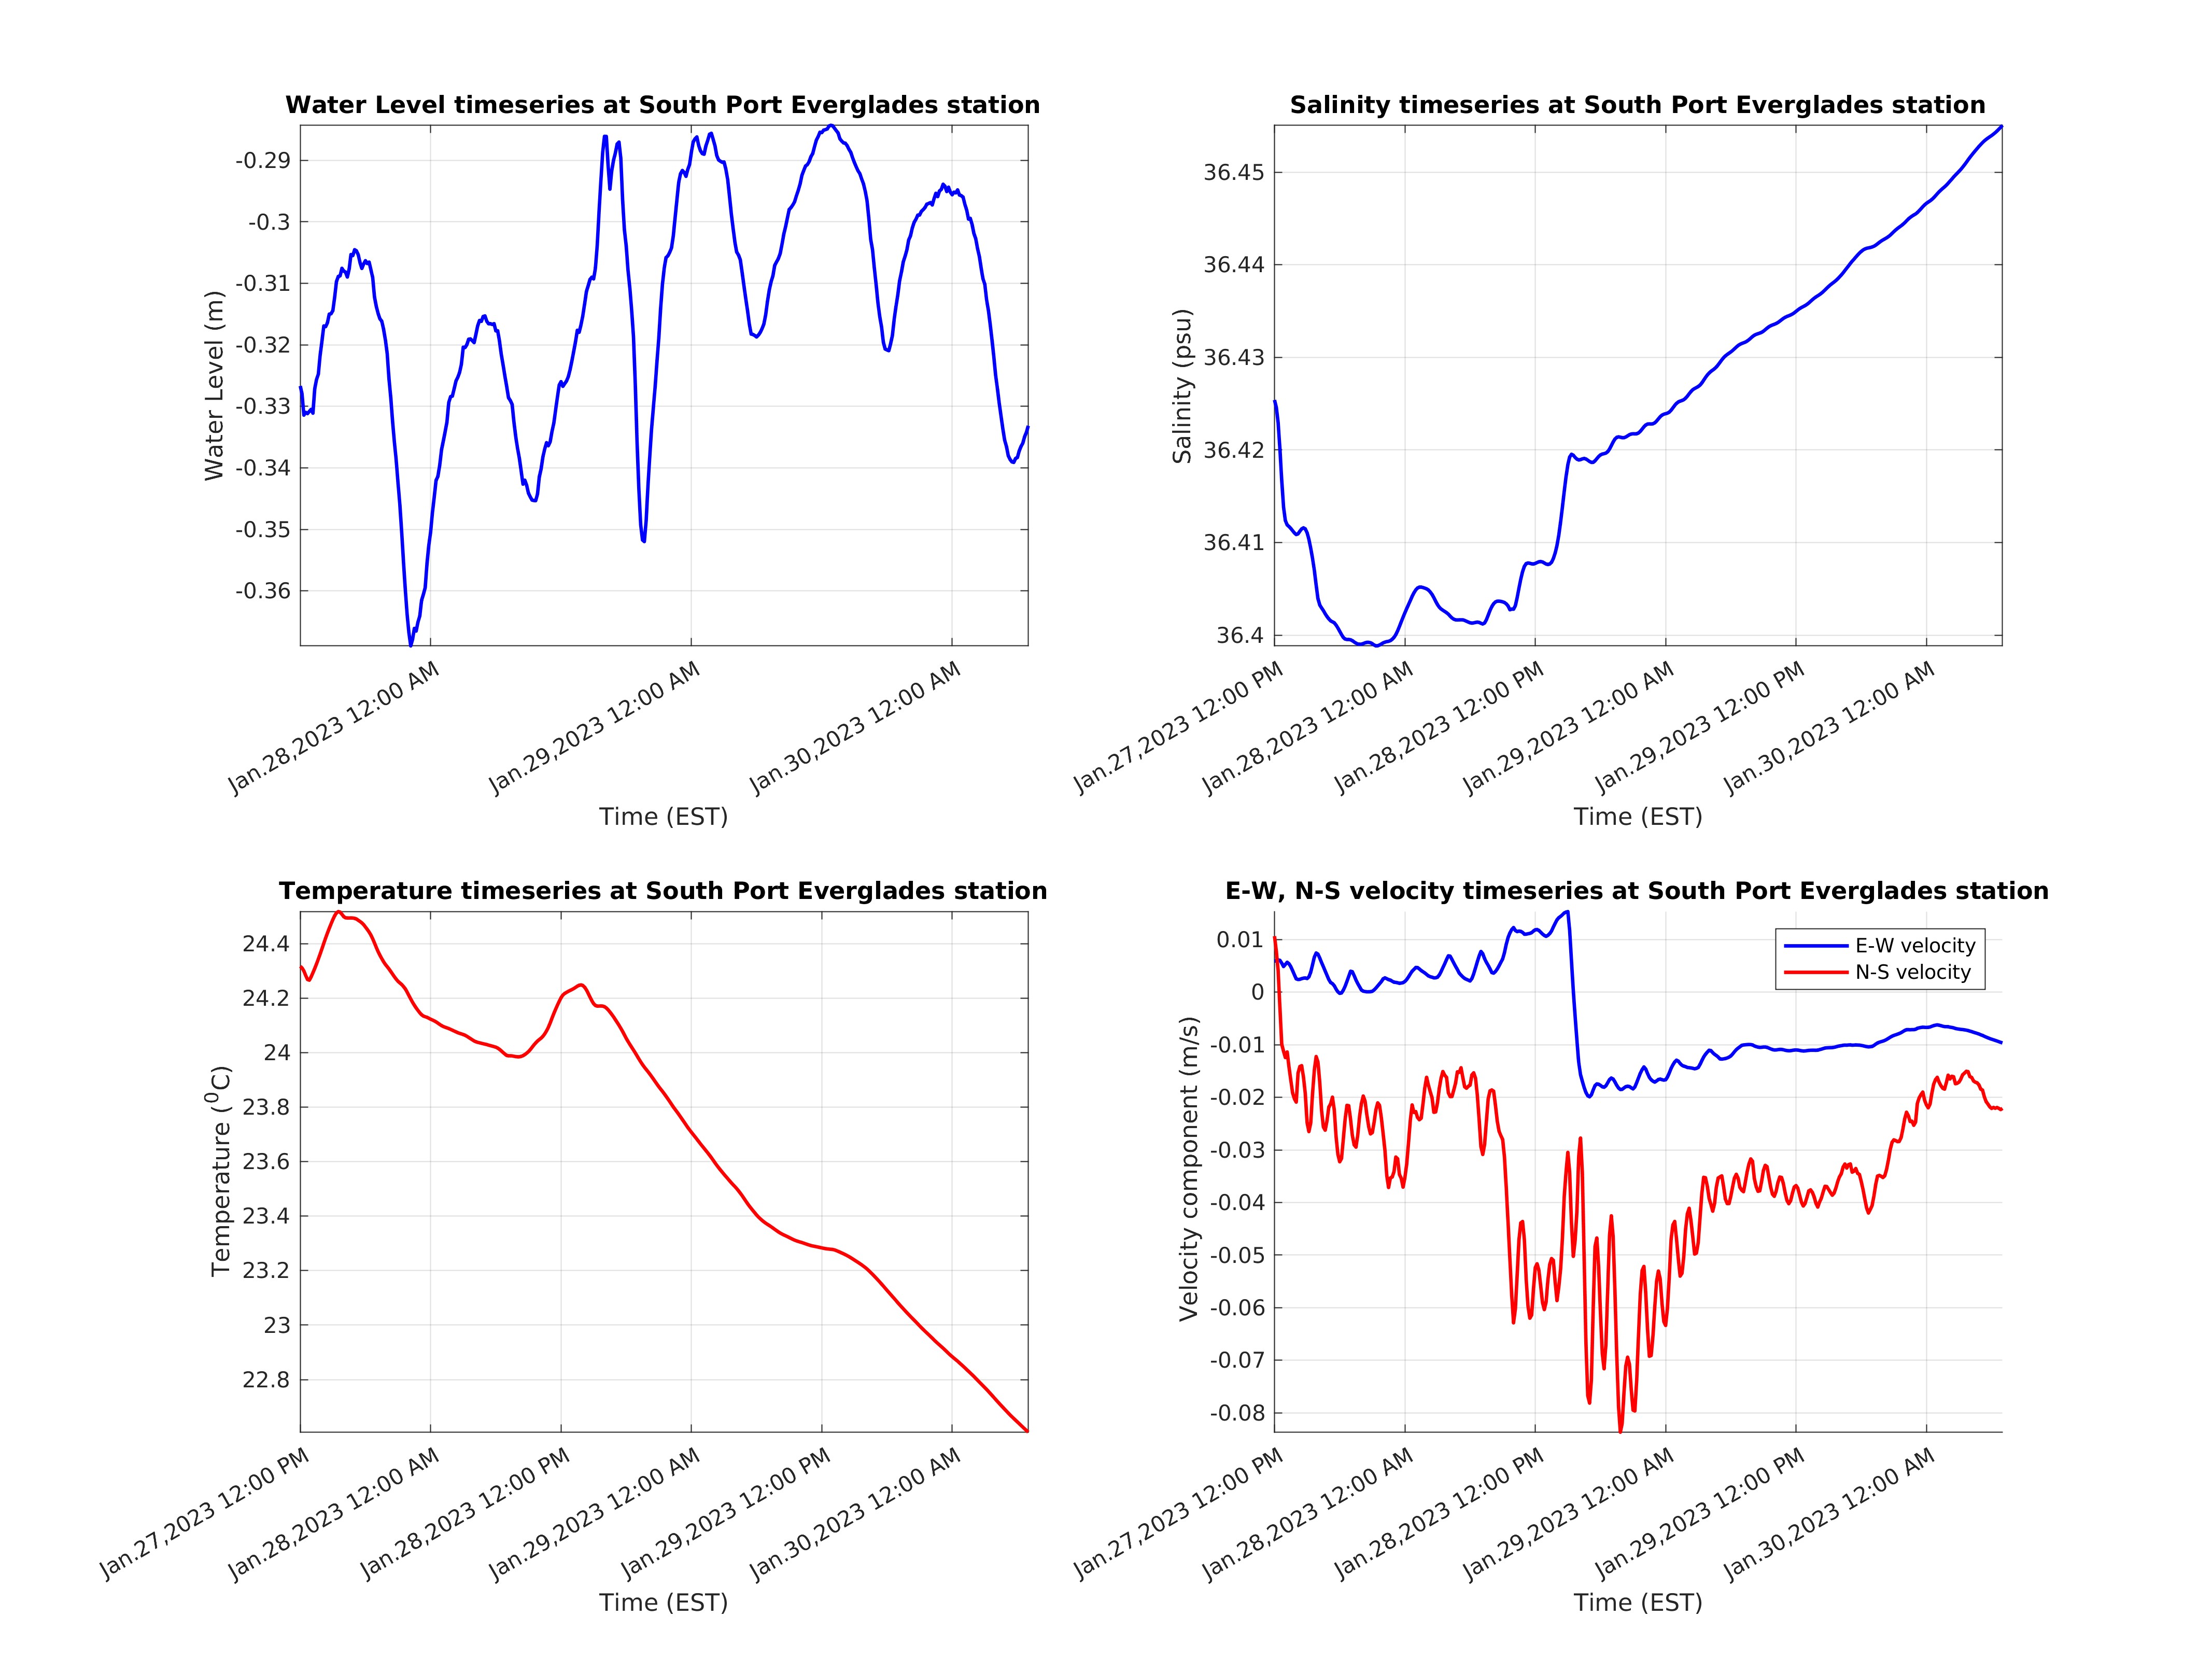 Water Level timeseries at South Port Everglades station
Water Level (m)
-0.29
-0.3
-0.31
-0.32
-0.33
-0.34
-0.35
-0.36
Jan.28,2023 12:00 AM
Jan.29,2023 12:00 AM
Jan.30,2023 12:00 AM
Time (EST)
Salinity timeseries at South Port Everglades station
Salinity (psu)
36.45
36.44
36.43
36.42
36.41
36.4
Jan.27,2023 12:00 PM
Jan.28,2023 12:00 AM
Jan.28,2023 12:00 PM
Jan.29,2023 12:00 AM
Jan.29,2023 12:00 PM
Jan.30,2023 12:00 AM
Time (EST)
Temperature timeseries at South Port Everglades station
Temperature (⁰C)
24.4
24.2
24
23.8
23.6
23.4
23.2
23
22.8
Jan.27,2023 12:00 PM
Jan.28,2023 12:00 AM
Jan.28,2023 12:00 PM
Jan.29,2023 12:00 AM
Jan.29,2023 12:00 PM
Jan.30,2023 12:00 AM
Time (EST)
E-W, N-S velocity timeseries at South Port Everglades station
Velocity component (m/s)
0.01
0
-0.01
-0.02
-0.03
-0.04
-0.05
-0.06
-0.07
-0.08
E-W velocity
N-S velocity
Jan.27,2023 12:00 PM
Jan.28,2023 12:00 AM
Jan.28,2023 12:00 PM
Jan.29,2023 12:00 AM
Jan.29,2023 12:00 PM
Jan.30,2023 12:00 AM
Time (EST)